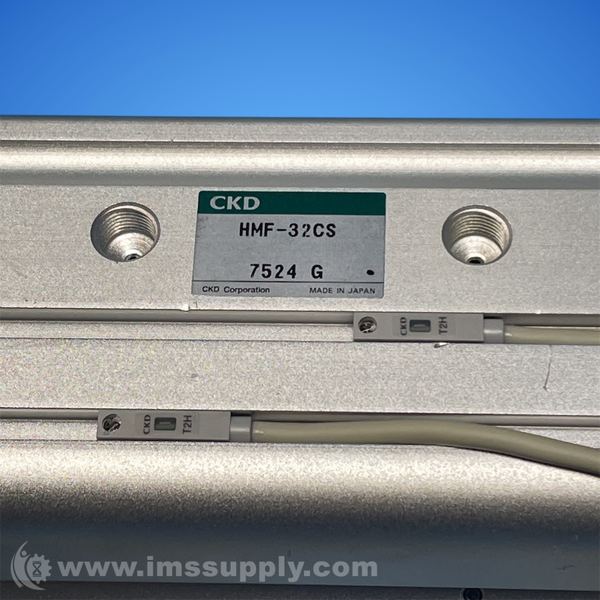 CKD
HMF-32CS
7524 G
CKD Corporation MADE IN JAPAN
CKD T2H
CKD T2H
www.imssupply.com